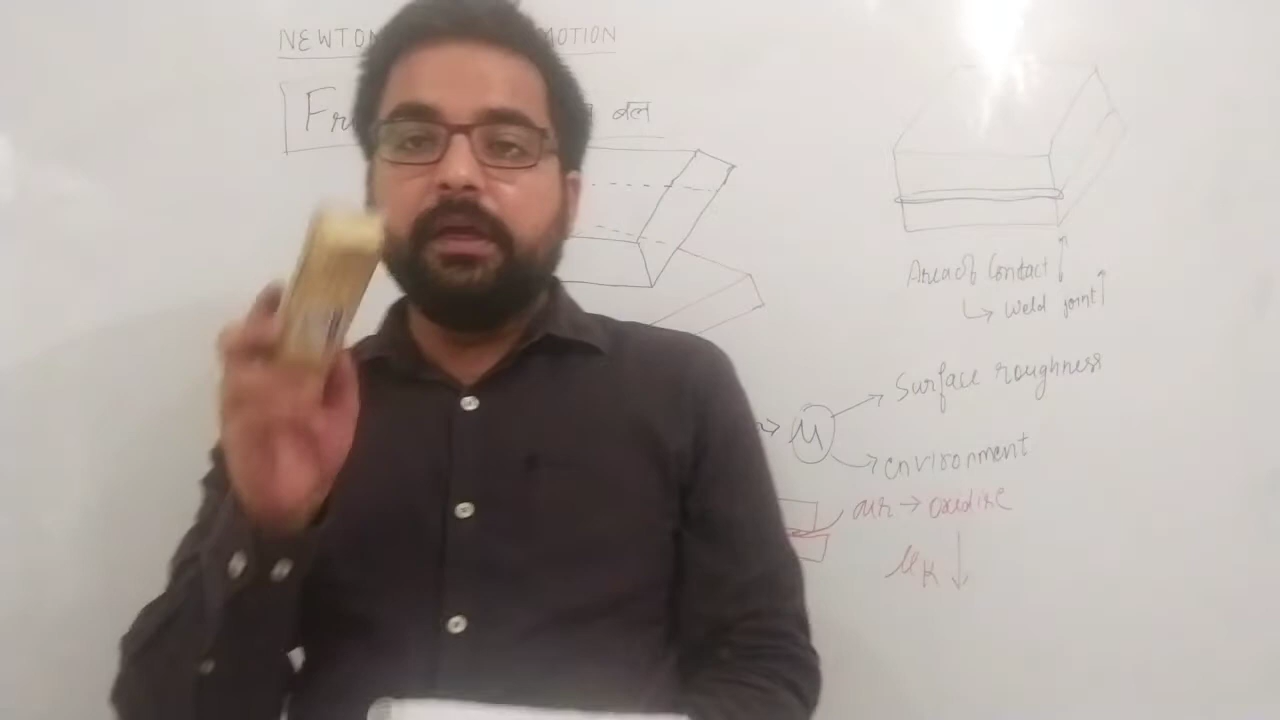 NEWTON MOTION
Fr बल
Area of Contact ↑
↳ weld joint ↑
μ
Surface roughness
environment
air → oxidize
μK ↓